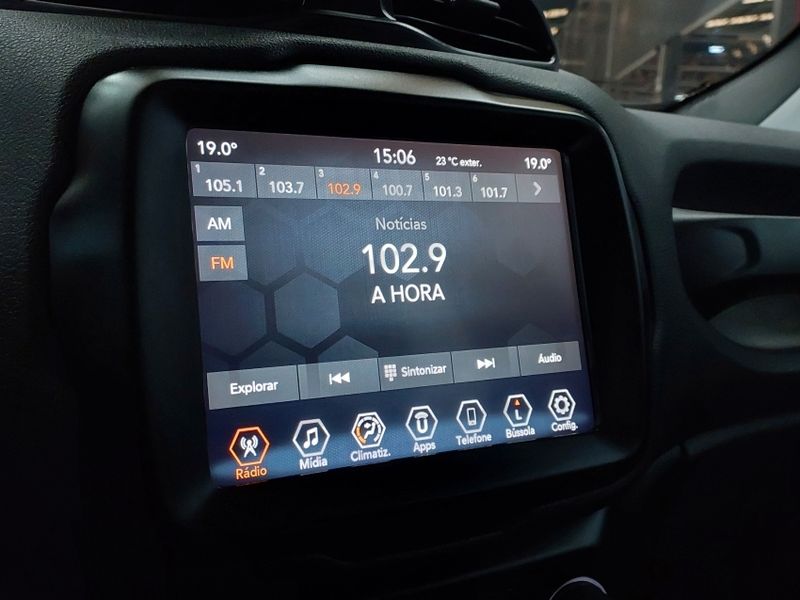 19.0° 15:06 23 °C exter. 19.0°
1 105.1 2 103.7 3 102.9 4 100.7 5 101.3 6 101.7
AM
Notícias
FM
102.9
A HORA
Explorar Sintonizar Áudio
Rádio Mídia Climatiz. Apps Telefone L Bússola Config.